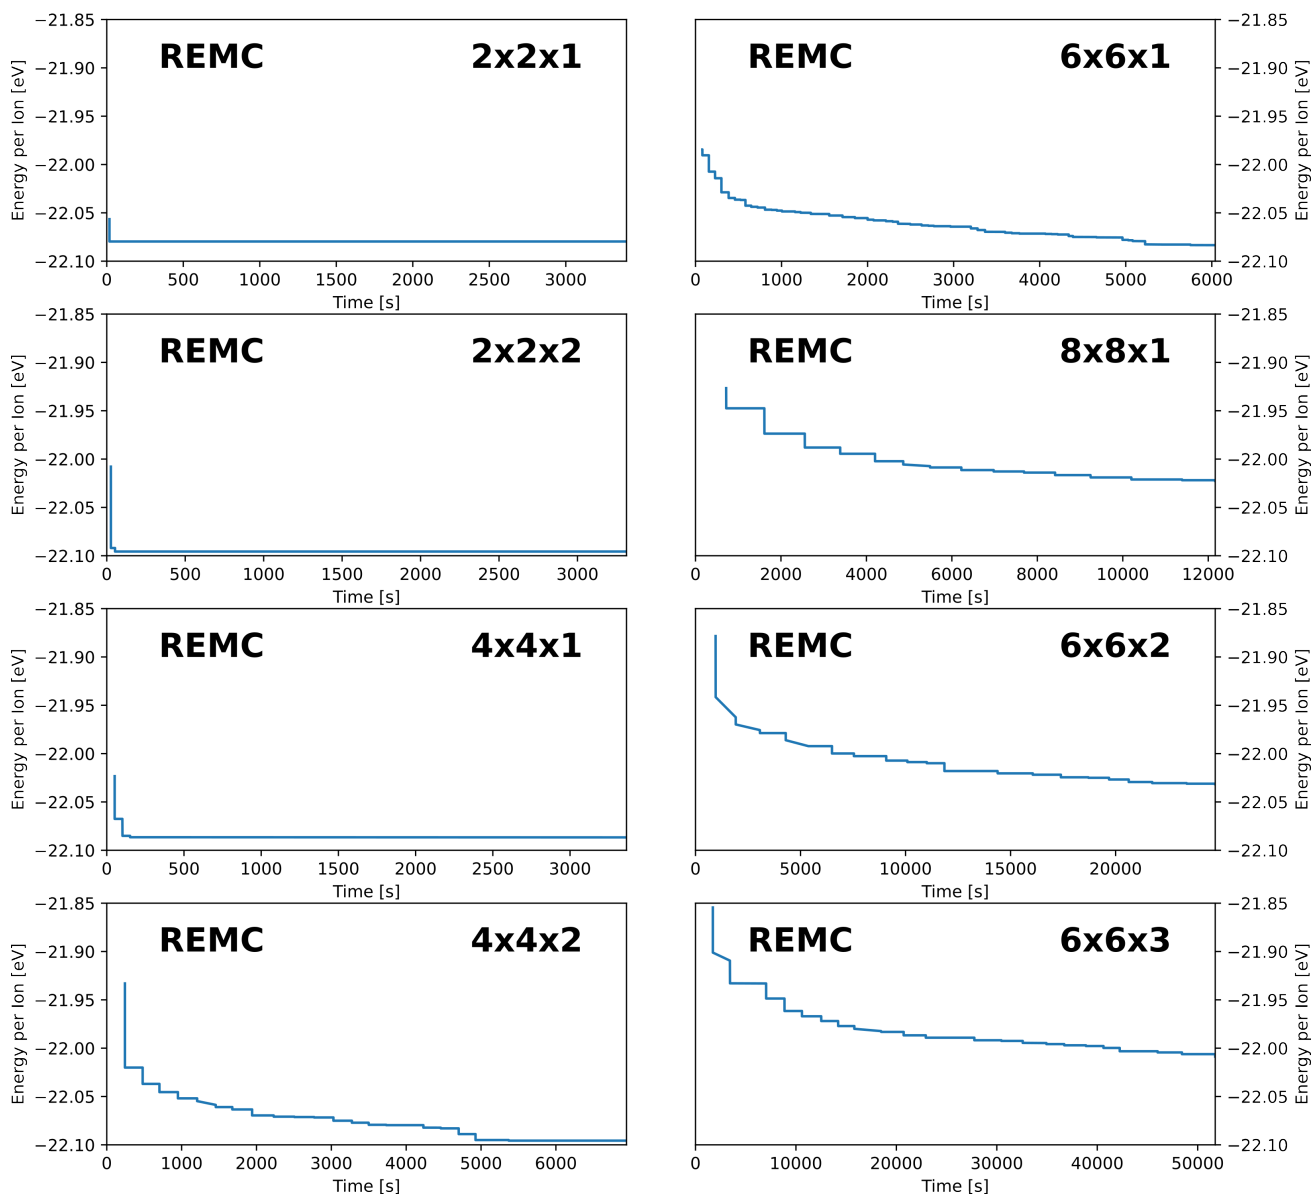 REMC 2x2x1
Energy per Ion [eV]
−21.85
−21.90
−21.95
−22.00
−22.05
−22.10
0 500 1000 1500 2000 2500 3000
Time [s]
REMC 6x6x1
Energy per Ion [eV]
−21.85
−21.90
−21.95
−22.00
−22.05
−22.10
0 1000 2000 3000 4000 5000 6000
Time [s]
REMC 2x2x2
Energy per Ion [eV]
−21.85
−21.90
−21.95
−22.00
−22.05
−22.10
0 500 1000 1500 2000 2500 3000
Time [s]
REMC 8x8x1
Energy per Ion [eV]
−21.85
−21.90
−21.95
−22.00
−22.05
−22.10
0 2000 4000 6000 8000 10000 12000
Time [s]
REMC 4x4x1
Energy per Ion [eV]
−21.85
−21.90
−21.95
−22.00
−22.05
−22.10
0 500 1000 1500 2000 2500 3000
Time [s]
REMC 6x6x2
Energy per Ion [eV]
−21.85
−21.90
−21.95
−22.00
−22.05
−22.10
0 5000 10000 15000 20000
Time [s]
REMC 4x4x2
Energy per Ion [eV]
−21.85
−21.90
−21.95
−22.00
−22.05
−22.10
0 1000 2000 3000 4000 5000 6000
Time [s]
REMC 6x6x3
Energy per Ion [eV]
−21.85
−21.90
−21.95
−22.00
−22.05
−22.10
0 10000 20000 30000 40000 50000
Time [s]